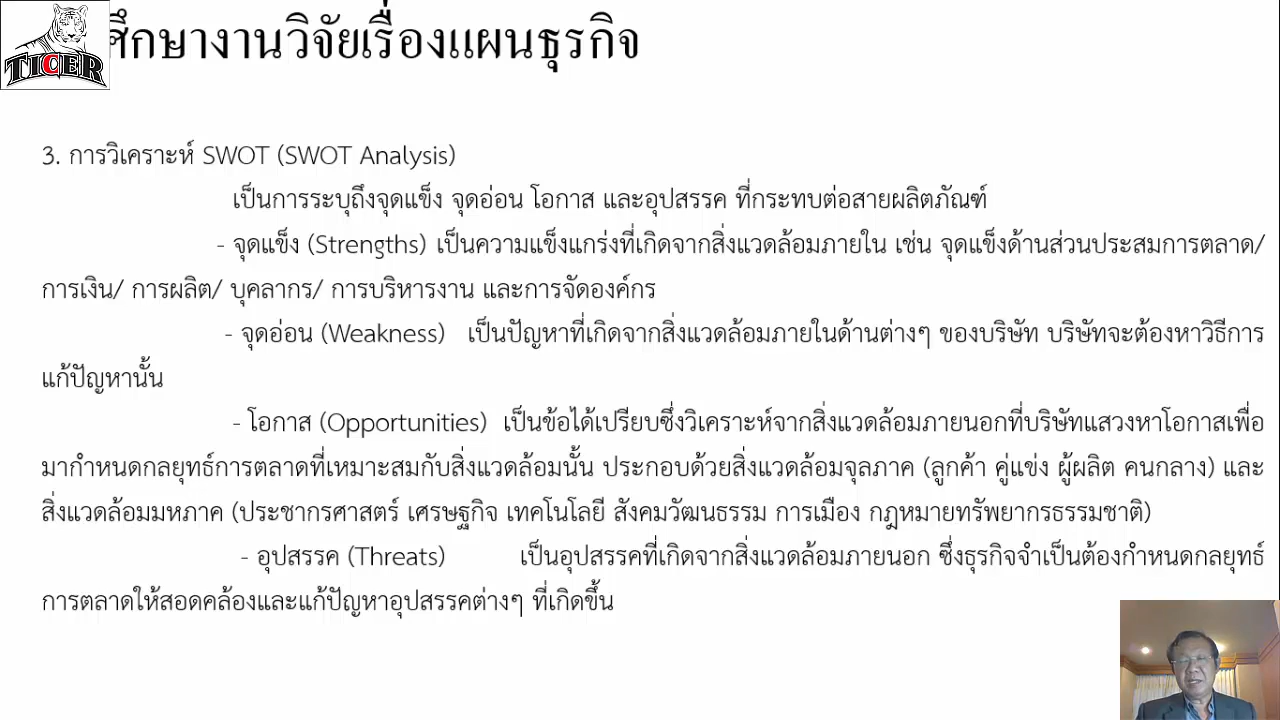 ศึกษางานวิจัยเรื่องแผนธุรกิจ
TICER
3. การวิเคราะห์ SWOT (SWOT Analysis)
เป็นการระบุถึงจุดแข็ง จุดอ่อน โอกาส และอุปสรรค ที่กระทบต่อสายผลิตภัณฑ์
- จุดแข็ง (Strengths) เป็นความแข็งแกร่งที่เกิดจากสิ่งแวดล้อมภายใน เช่น จุดแข็งด้านส่วนประสมการตลาด/
การเงิน/ การผลิต/ บุคลากร/ การบริหารงาน และการจัดองค์กร
- จุดอ่อน (Weakness) เป็นปัญหาที่เกิดจากสิ่งแวดล้อมภายในด้านต่างๆ ของบริษัท บริษัทจะต้องหาวิธีการ
แก้ปัญหานั้น
- โอกาส (Opportunities) เป็นข้อได้เปรียบซึ่งวิเคราะห์จากสิ่งแวดล้อมภายนอกที่บริษัทแสวงหาโอกาสเพื่อ
มากำหนดกลยุทธ์การตลาดที่เหมาะสมกับสิ่งแวดล้อมนั้น ประกอบด้วยสิ่งแวดล้อมจุลภาค (ลูกค้า คู่แข่ง ผู้ผลิต คนกลาง) และ
สิ่งแวดล้อมมหภาค (ประชากรศาสตร์ เศรษฐกิจ เทคโนโลยี สังคมวัฒนธรรม การเมือง กฎหมายทรัพยากรธรรมชาติ)
- อุปสรรค (Threats) เป็นอุปสรรคที่เกิดจากสิ่งแวดล้อมภายนอก ซึ่งธุรกิจจำเป็นต้องกำหนดกลยุทธ์
การตลาดให้สอดคล้องและแก้ปัญหาอุปสรรคต่างๆ ที่เกิดขึ้น